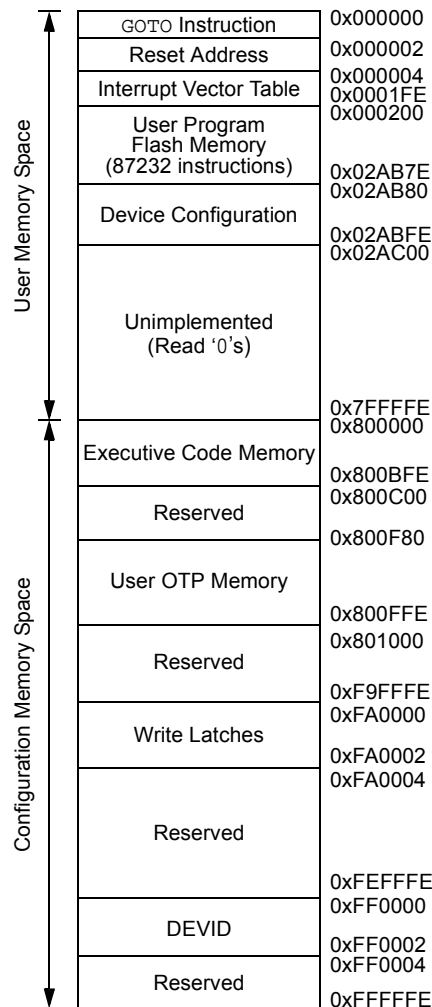 GOTO Instruction
0x000000
Reset Address
0x000002
Interrupt Vector Table
0x000004
0x0001FE
User Program
Flash Memory
(87232 instructions)
0x000200
0x02AB7E
Device Configuration
0x02AB80
0x02ABFE
Unimplemented
(Read ‘0’s)
0x02AC00
0x7FFFFE
User Memory Space
Executive Code Memory
0x800000
0x800BFE
Reserved
0x800C00
0x800F80
User OTP Memory
0x800FFE
Reserved
0x801000
0xF9FFFE
Write Latches
0xFA0000
0xFA0002
Reserved
0xFA0004
0xFEFFFE
DEVID
0xFF0000
0xFF0002
Reserved
0xFF0004
0xFFFFFE
Configuration Memory Space